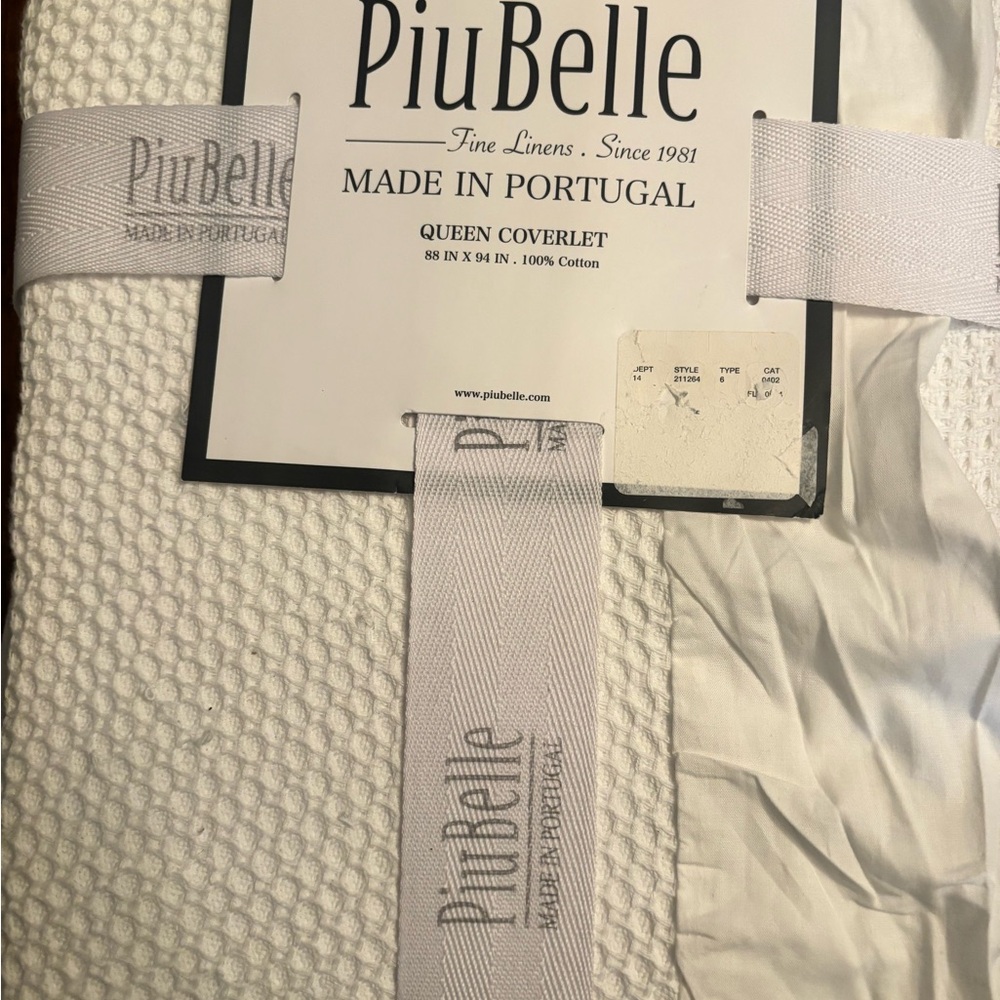 PiuBelle
Fine Linens . Since 1981
MADE IN PORTUGAL
QUEEN COVERLET
88 IN X 94 IN . 100% Cotton
www.piubelle.com
PiuBelle
MADE IN PORTUGAL
STYLE TYPE CAT
14 211264 6 0402
PiuBelle
MADE IN PORTUGAL